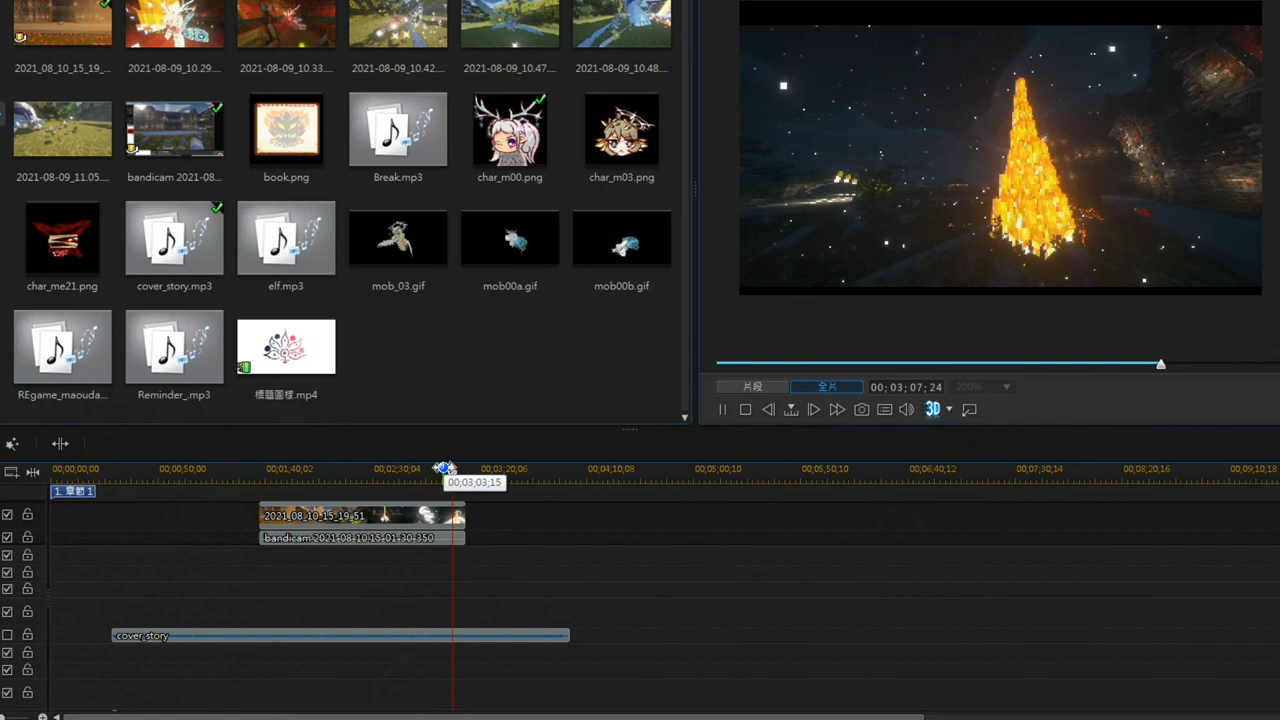 2021_08_10_15_19_...
2021-08-09_10.29....
2021-08-09_10.33....
2021-08-09_10.42....
2021-08-09_10.47....
2021-08-09_10.48....
2021-08-09_11.05....
bandicam 2021-08...
book.png
Break.mp3
char_m00.png
char_m03.png
char_me21.png
cover_story.mp3
elf.mp3
mob_03.gif
mob00a.gif
mob00b.gif
REgame_maouda...
Reminder_.mp3
標題圖樣.mp4
片段
全片
00; 03; 07; 24
200%
3D
00;00;00;00
00;00;50;00
00;01;40;02
00;02;30;04
00;03;20;06
00;04;10;08
00;05;00;10
00;05;50;10
00;06;40;12
00;07;30;14
00;08;20;16
00;09;10;18
00;03;03;15
1. 章節 1
2021_08_10_15_19_51
bandicam 2021-08-10 15-01-30-350
cover_story